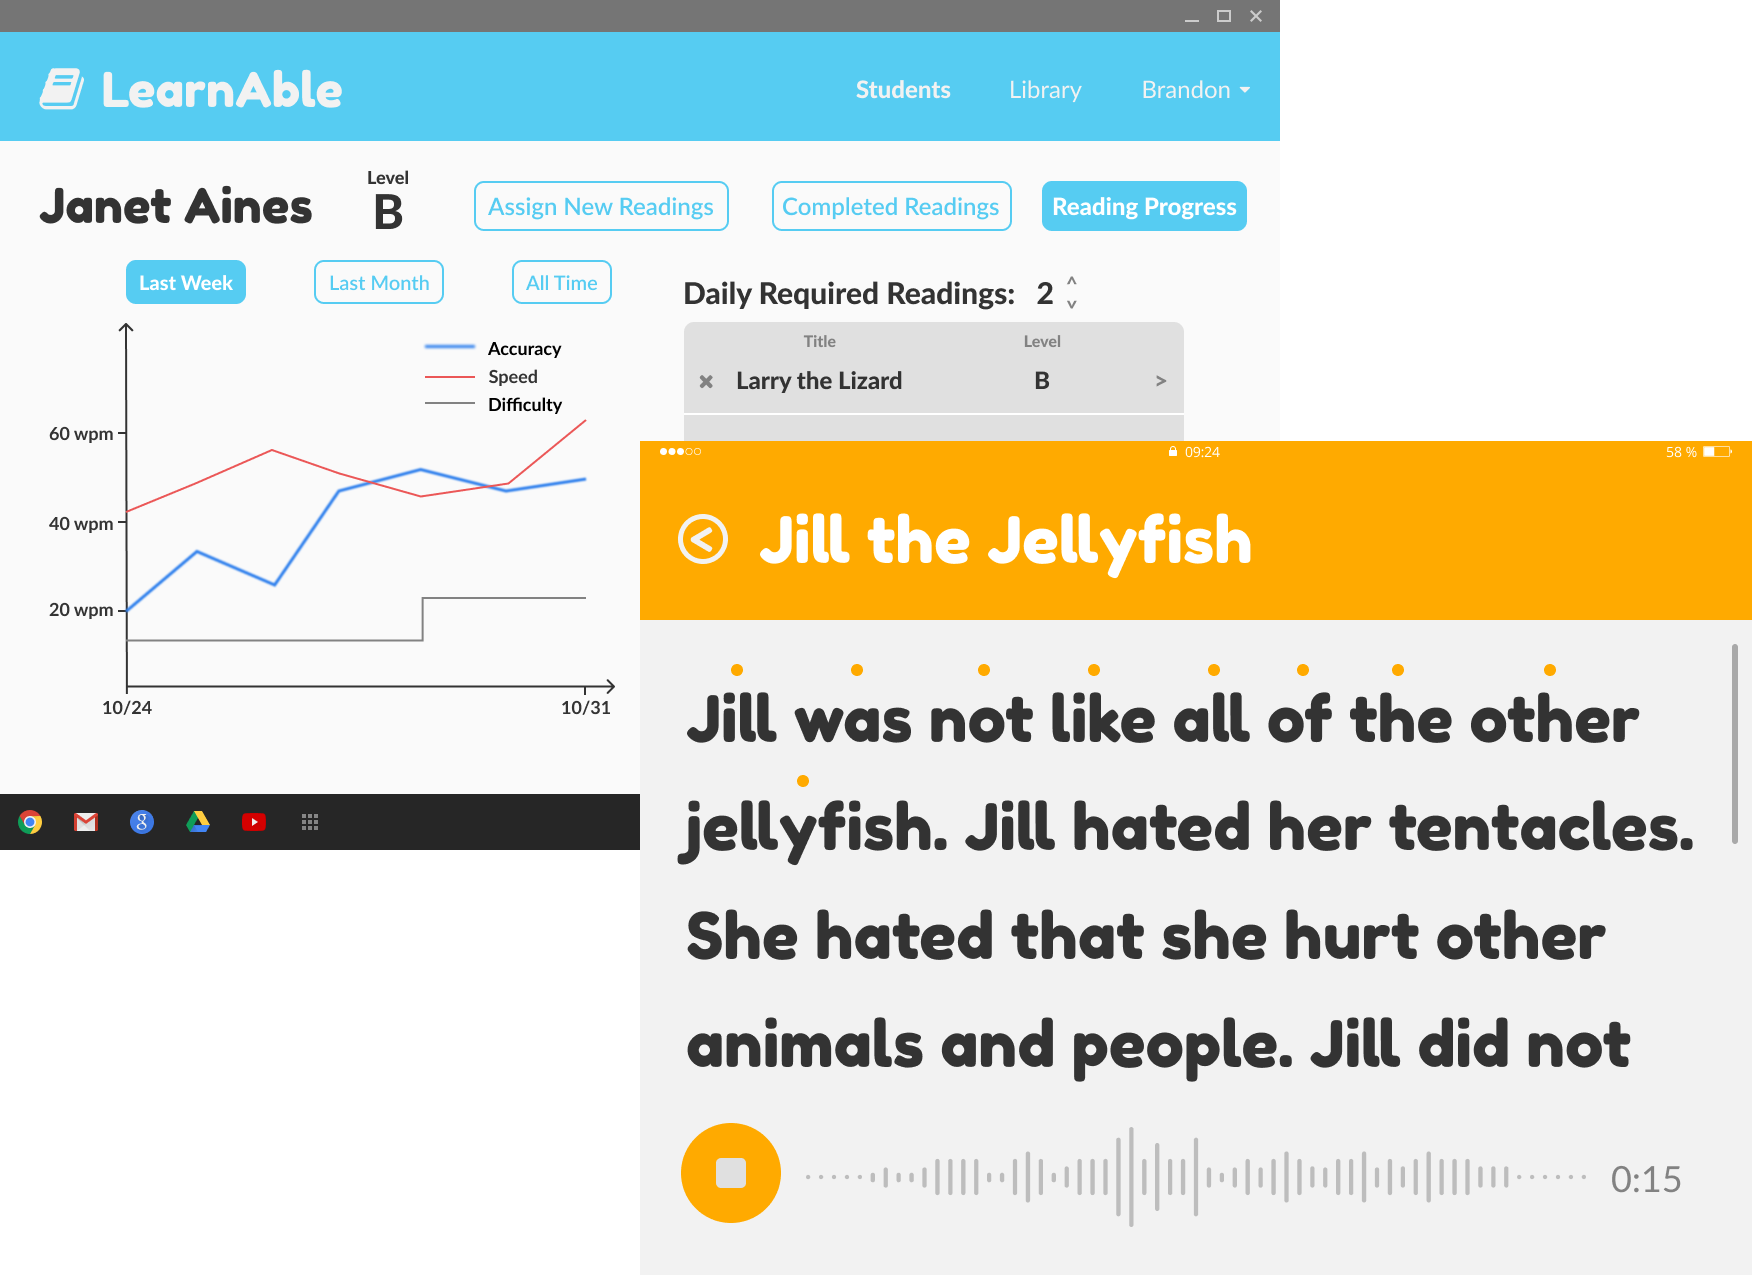 LearnAble
Students Library Brandon
Janet Aines
Level
B
Assign New Readings
Completed Readings
Reading Progress
Last Week
Last Month
All Time
Accuracy
Speed
Difficulty
60 wpm
40 wpm
20 wpm
10/24
10/31
Daily Required Readings: 2
Title Level
Larry the Lizard B >
09:24
58 %
Jill the Jellyfish
Jill was not like all of the other
jellyfish. Jill hated her tentacles.
She hated that she hurt other
animals and people. Jill did not
0:15